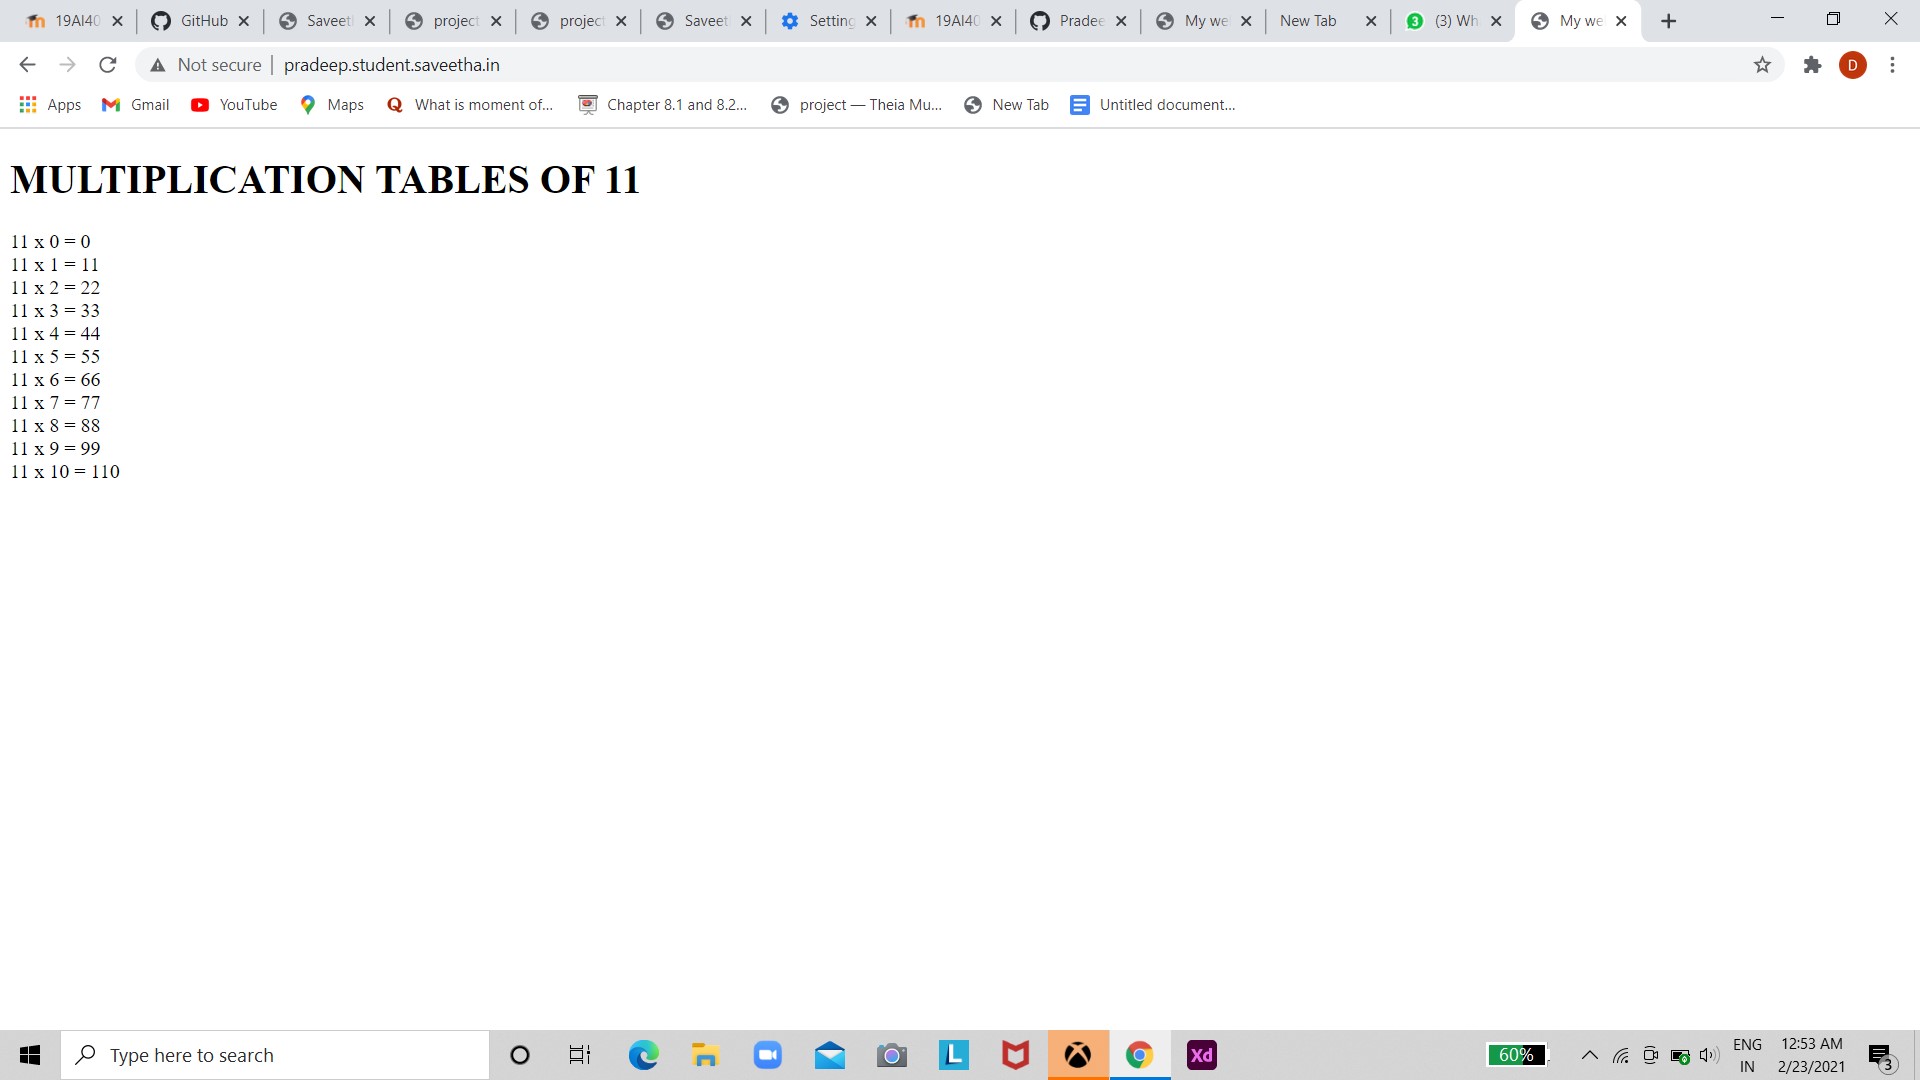 19AI40 GitHub Saveet project project Saveet Setting 19AI40 Pradee My we New Tab (3) Wh My we
Not secure pradeep.student.saveetha.in
Apps Gmail YouTube Maps What is moment of... Chapter 8.1 and 8.2... project — Theia Mu... New Tab Untitled document...
MULTIPLICATION TABLES OF 11
11 x 0 = 0
11 x 1 = 11
11 x 2 = 22
11 x 3 = 33
11 x 4 = 44
11 x 5 = 55
11 x 6 = 66
11 x 7 = 77
11 x 8 = 88
11 x 9 = 99
11 x 10 = 110
Type here to search
60%
ENG
IN
12:53 AM
2/23/2021
3